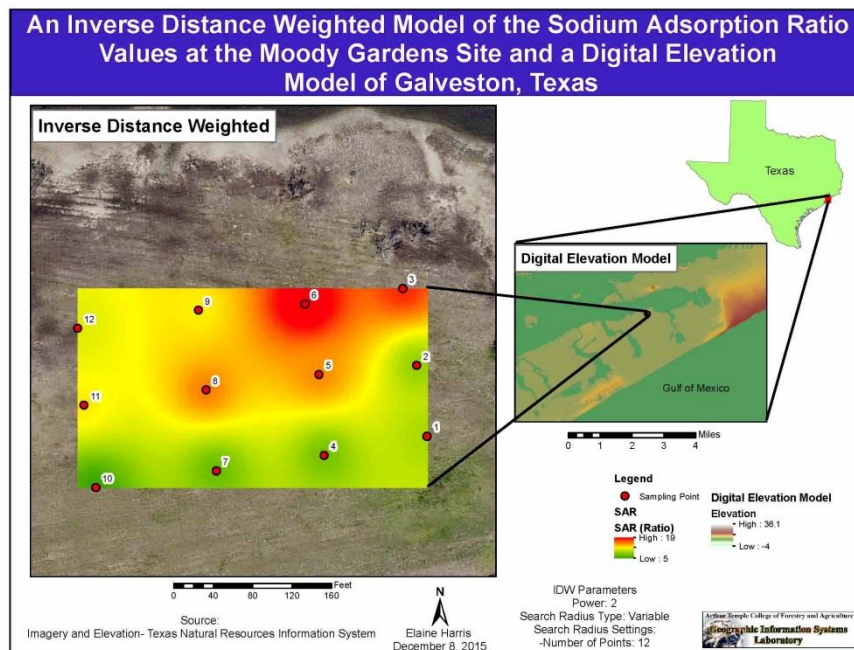 An Inverse Distance Weighted Model of the Sodium Adsorption Ratio
Values at the Moody Gardens Site and a Digital Elevation
Model of Galveston, Texas
Inverse Distance Weighted
Texas
Digital Elevation Model
Gulf of Mexico
3
6
9
12
2
5
8
11
1
4
7
10
Miles
0 0.5 1 2 3 4
Legend
Sampling Point
SAR
SAR (Ratio)
High : 19
Low : 5
Digital Elevation Model
Elevation
High : 36.1
Low : -4
Feet
0 20 40 80 120 160
Source:
Imagery and Elevation- Texas Natural Resources Information System
N
Elaine Harris
December 8, 2015
IDW Parameters
Power: 2
Search Radius Type: Variable
Search Radius Settings:
-Number of Points: 12
Arthur Temple College of Forestry and Agriculture
Geographic Information Systems
Laboratory